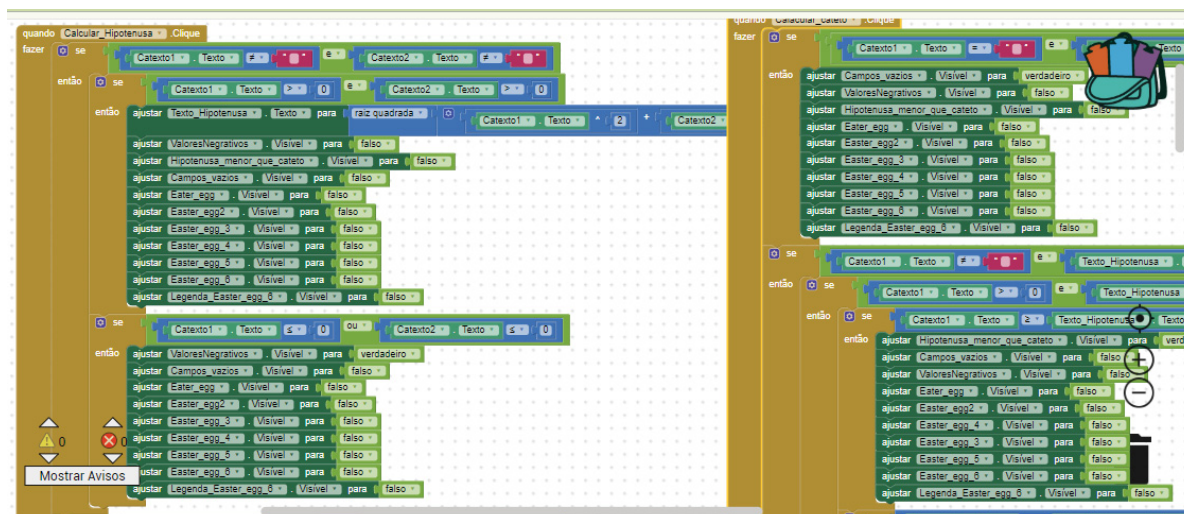 quando Calcular_Hipotenusa .Clique
fazer se Catexto1 . Texto ≠ " " e Catexto2 . Texto ≠ " "
então se Catexto1 . Texto > 0 e Catexto2 . Texto > 0
então ajustar Texto_Hipotenusa . Texto para raiz quadrada Catexto1 . Texto ^ 2 + Catexto2
ajustar ValoresNegrativos . Visível para falso
ajustar Hipotenusa_menor_que_cateto . Visível para falso
ajustar Campos_vazios . Visível para falso
ajustar Eater_egg . Visível para falso
ajustar Easter_egg2 . Visível para falso
ajustar Easter_egg_3 . Visível para falso
ajustar Easter_egg_4 . Visível para falso
ajustar Easter_egg_5 . Visível para falso
ajustar Easter_egg_6 . Visível para falso
ajustar Legenda_Easter_egg_6 . Visível para falso
se Catexto1 . Texto ≤ 0 ou Catexto2 . Texto ≤ 0
então ajustar ValoresNegrativos . Visível para verdadeiro
ajustar Campos_vazios . Visível para falso
ajustar Eater_egg . Visível para falso
ajustar Easter_egg2 . Visível para falso
ajustar Easter_egg_3 . Visível para falso
ajustar Easter_egg_4 . Visível para falso
ajustar Easter_egg_5 . Visível para falso
ajustar Easter_egg_6 . Visível para falso
ajustar Legenda_Easter_egg_6 . Visível para falso
0 0
Mostrar Avisos
quando Calacular_cateto .Clique
fazer se Catexto1 . Texto = " " e Texto
então ajustar Campos_vazios . Visível para verdadeiro
ajustar ValoresNegrativos . Visível para falso
ajustar Hipotenusa_menor_que_cateto . Visível para falso
ajustar Eater_egg . Visível para falso
ajustar Easter_egg2 . Visível para falso
ajustar Easter_egg_3 . Visível para falso
ajustar Easter_egg_4 . Visível para falso
ajustar Easter_egg_5 . Visível para falso
ajustar Easter_egg_6 . Visível para falso
ajustar Legenda_Easter_egg_6 . Visível para falso
se Catexto1 . Texto ≠ " " e Texto_Hipotenusa .
então se Catexto1 . Texto > 0 e Texto_Hipotenusa
então se Catexto1 . Texto ≥ Texto_Hipotenusa . Texto
então ajustar Hipotenusa_menor_que_cateto . Visível para verd
ajustar Campos_vazios . Visível para falso
ajustar ValoresNegrativos . Visível para falso
ajustar Eater_egg . Visível para falso
ajustar Easter_egg2 . Visível para falso
ajustar Easter_egg_4 . Visível para falso
ajustar Easter_egg_3 . Visível para falso
ajustar Easter_egg_5 . Visível para falso
ajustar Easter_egg_6 . Visível para falso
ajustar Legenda_Easter_egg_6 . Visível para falso